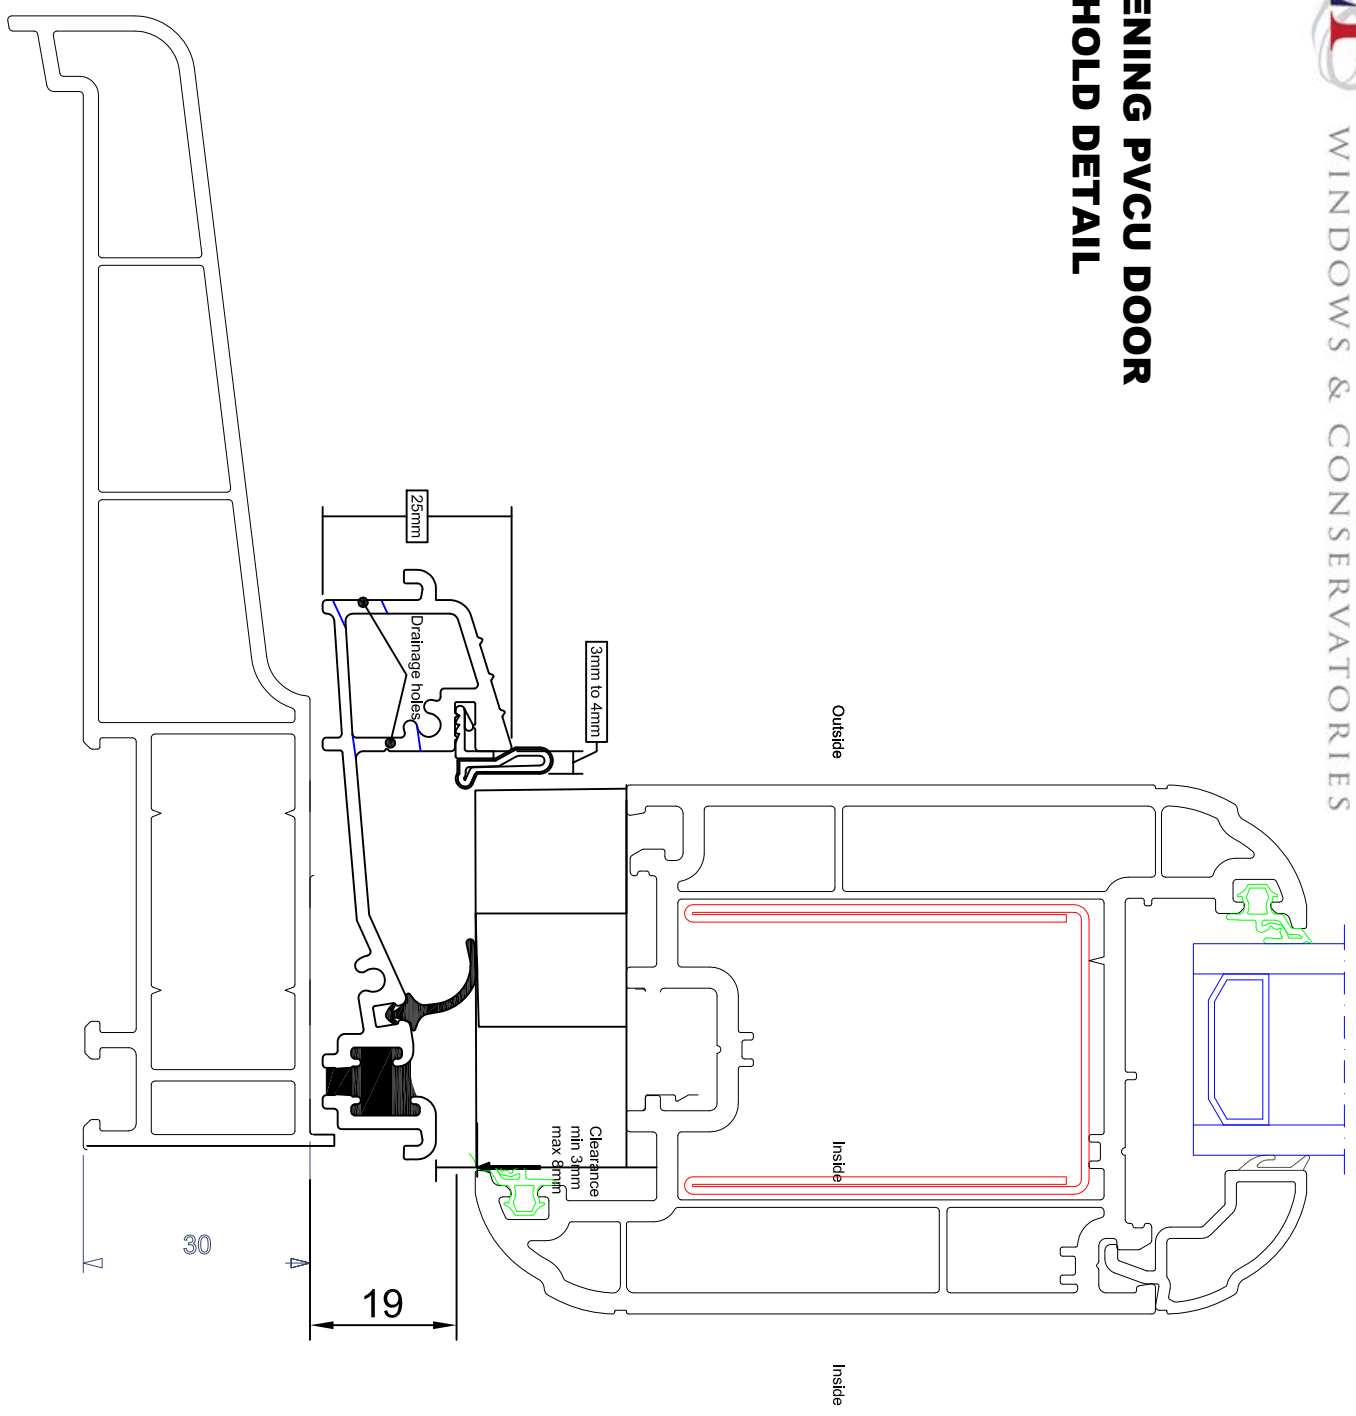 WINDOWS & CONSERVATORIES
ENING PVCU DOOR
HOLD DETAIL
Outside
Inside
Inside
3mm to 4mm
25mm
Drainage holes
Clearance
min 3mm
max 8mm
19
30